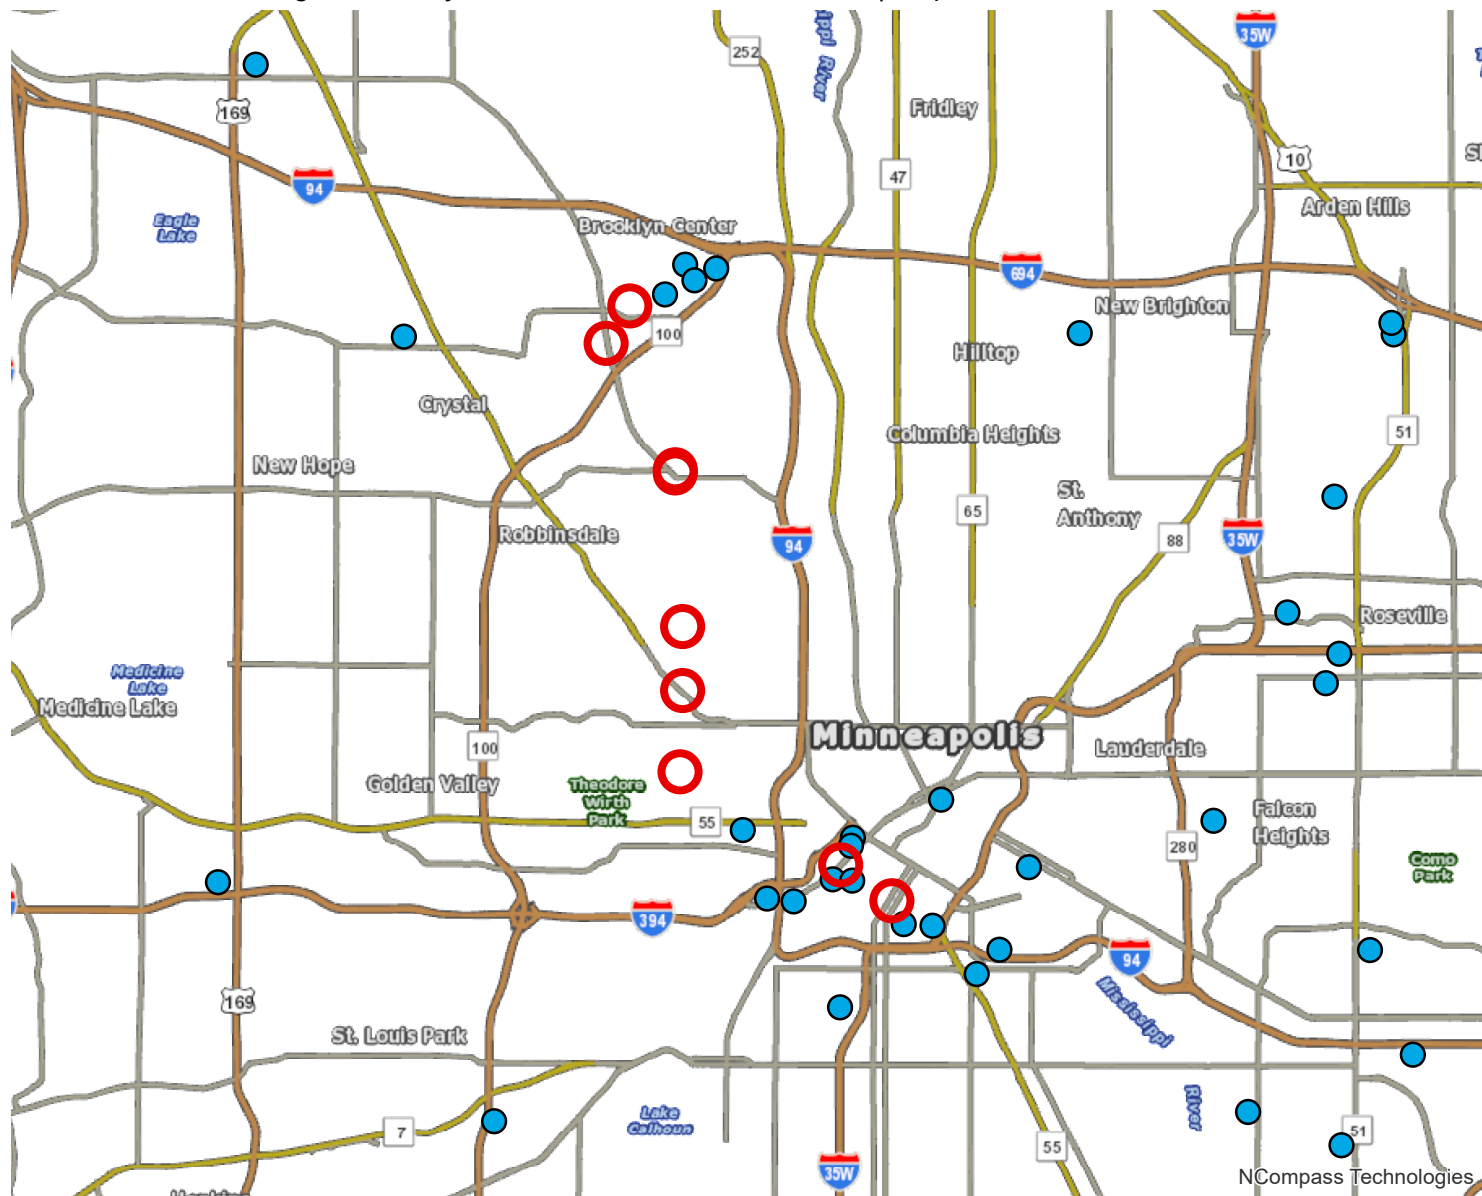 252
ippi River
35W
Fridley
169
10
47
94
Arden Hills
Eagle
Lake
Brooklyn Center
694
New Brighton
100
Hilltop
Crystal
51
Columbia Heights
New Hope
St.
Anthony
65
Robbinsdale
88
35W
94
Roseville
Medicine
Lake
Medicine Lake
Minneapolis
100
Lauderdale
Golden Valley
Theodore
Wirth
Park
55
Falcon
Heights
280
Como
Park
394
94
169
Mississippi
St. Louis Park
River
Lake
Calhoun
7
51
55
35W
NCompass Technologies